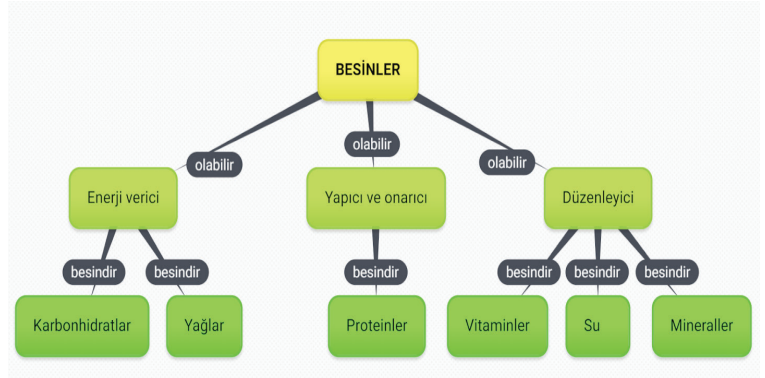 BESİNLER
olabilir
olabilir
olabilir
Enerji verici
Yapıcı ve onarıcı
Düzenleyici
besindir
besindir
besindir
besindir
besindir
besindir
Karbonhidratlar
Yağlar
Proteinler
Vitaminler
Su
Mineraller